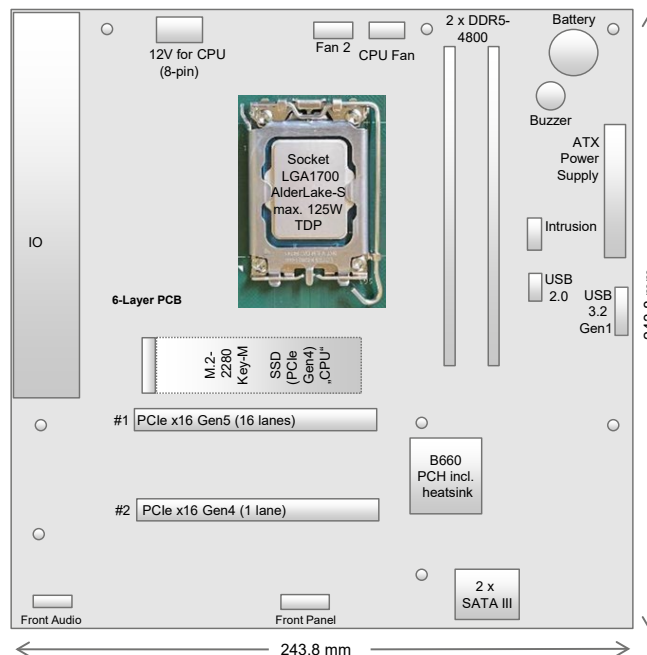 12V for CPU
(8-pin)
Fan 2
CPU Fan
2 x DDR5-
4800
Battery
Buzzer
ATX
Power
Supply
Socket
LGA1700
AlderLake-S
max. 125W
TDP
IO
Intrusion
USB
2.0
USB
3.2
Gen1
6-Layer PCB
M.2-
2280
Key-M
SSD
(PCIe
Gen4)
„CPU“
#1 PCIe x16 Gen5 (16 lanes)
B660
PCH incl.
heatsink
#2 PCIe x16 Gen4 (1 lane)
2 x
SATA III
Front Audio
Front Panel
243.8 mm